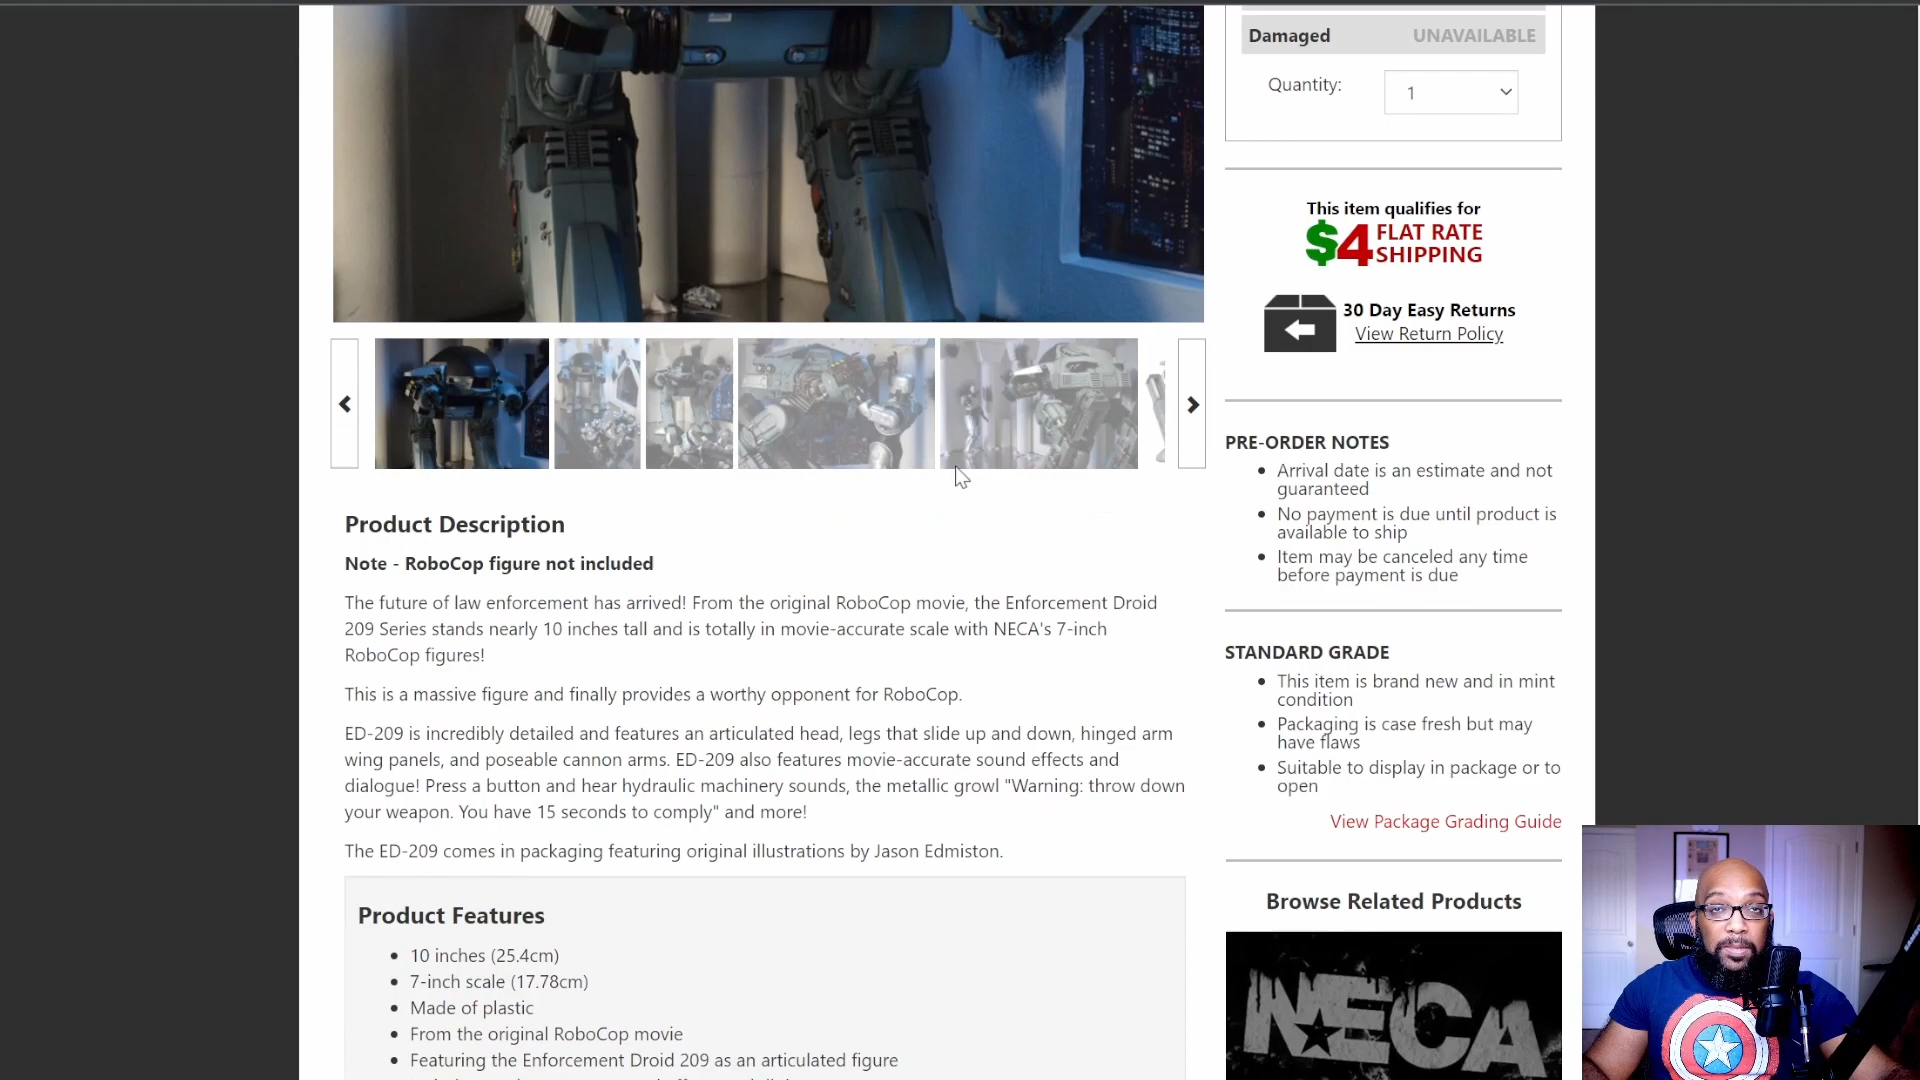 Damaged UNAVAILABLE
Quantity: 1
This item qualifies for
$4 FLAT RATE
SHIPPING
30 Day Easy Returns
View Return Policy
PRE-ORDER NOTES
Arrival date is an estimate and not
guaranteed
No payment is due until product is
available to ship
Item may be canceled any time
before payment is due
STANDARD GRADE
This item is brand new and in mint
condition
Packaging is case fresh but may
have flaws
Suitable to display in package or to
open
View Package Grading Guide
Browse Related Products
NECA
Product Description
Note - RoboCop figure not included
The future of law enforcement has arrived! From the original RoboCop movie, the Enforcement Droid
209 Series stands nearly 10 inches tall and is totally in movie-accurate scale with NECA's 7-inch
RoboCop figures!
This is a massive figure and finally provides a worthy opponent for RoboCop.
ED-209 is incredibly detailed and features an articulated head, legs that slide up and down, hinged arm
wing panels, and poseable cannon arms. ED-209 also features movie-accurate sound effects and
dialogue! Press a button and hear hydraulic machinery sounds, the metallic growl "Warning: throw down
your weapon. You have 15 seconds to comply" and more!
The ED-209 comes in packaging featuring original illustrations by Jason Edmiston.
Product Features
10 inches (25.4cm)
7-inch scale (17.78cm)
Made of plastic
From the original RoboCop movie
Featuring the Enforcement Droid 209 as an articulated figure